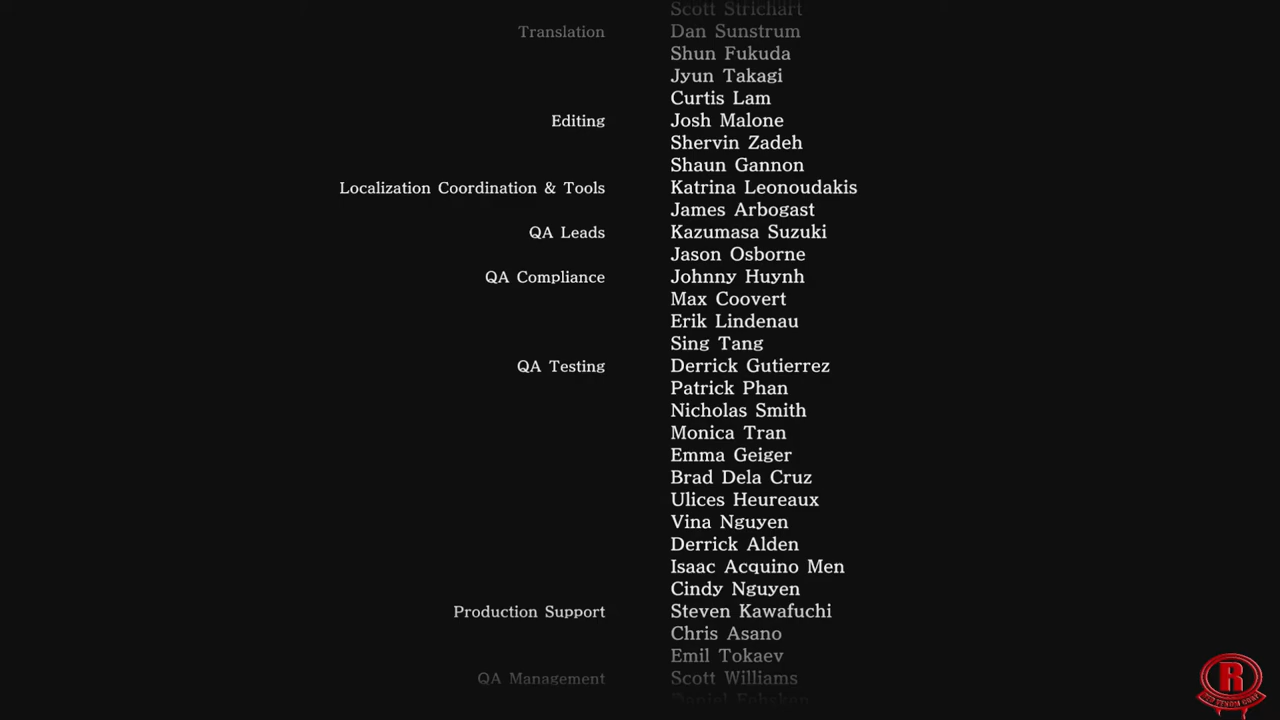 Scott Strichart
Translation Dan Sunstrum
Shun Fukuda
Jyun Takagi
Curtis Lam
Editing Josh Malone
Shervin Zadeh
Shaun Gannon
Localization Coordination & Tools Katrina Leonoudakis
James Arbogast
QA Leads Kazumasa Suzuki
Jason Osborne
QA Compliance Johnny Huynh
Max Coovert
Erik Lindenau
Sing Tang
QA Testing Derrick Gutierrez
Patrick Phan
Nicholas Smith
Monica Tran
Emma Geiger
Brad Dela Cruz
Ulices Heureaux
Vina Nguyen
Derrick Alden
Isaac Acquino Men
Cindy Nguyen
Production Support Steven Kawafuchi
Chris Asano
Emil Tokaev
QA Management Scott Williams
Daniel
R